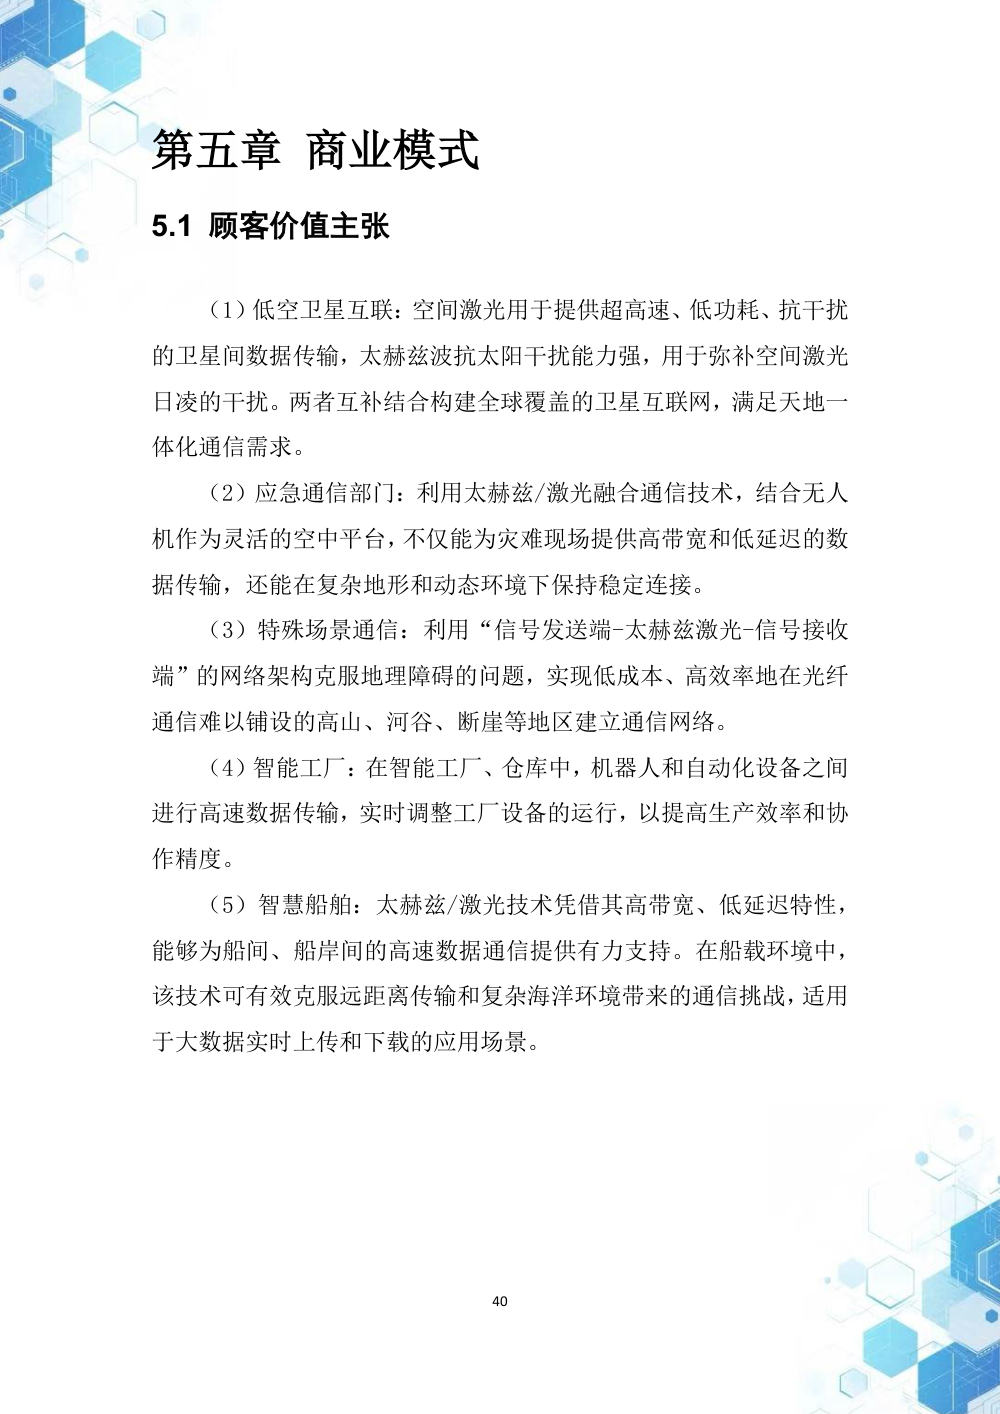 第五章 商业模式
5.1 顾客价值主张
（1）低空卫星互联：空间激光用于提供超高速、低功耗、抗干扰
的卫星间数据传输，太赫兹波抗太阳干扰能力强，用于弥补空间激光
日凌的干扰。两者互补结合构建全球覆盖的卫星互联网，满足天地一
体化通信需求。
（2）应急通信部门：利用太赫兹/激光融合通信技术，结合无人
机作为灵活的空中平台，不仅能为灾难现场提供高带宽和低延迟的数
据传输，还能在复杂地形和动态环境下保持稳定连接。
（3）特殊场景通信：利用“信号发送端-太赫兹激光-信号接收
端”的网络架构克服地理障碍的问题，实现低成本、高效率地在光纤
通信难以铺设的高山、河谷、断崖等地区建立通信网络。
（4）智能工厂：在智能工厂、仓库中，机器人和自动化设备之间
进行高速数据传输，实时调整工厂设备的运行，以提高生产效率和协
作精度。
（5）智慧船舶：太赫兹/激光技术凭借其高带宽、低延迟特性，
能够为船间、船岸间的高速数据通信提供有力支持。在船载环境中，
该技术可有效克服远距离传输和复杂海洋环境带来的通信挑战，适用
于大数据实时上传和下载的应用场景。
40